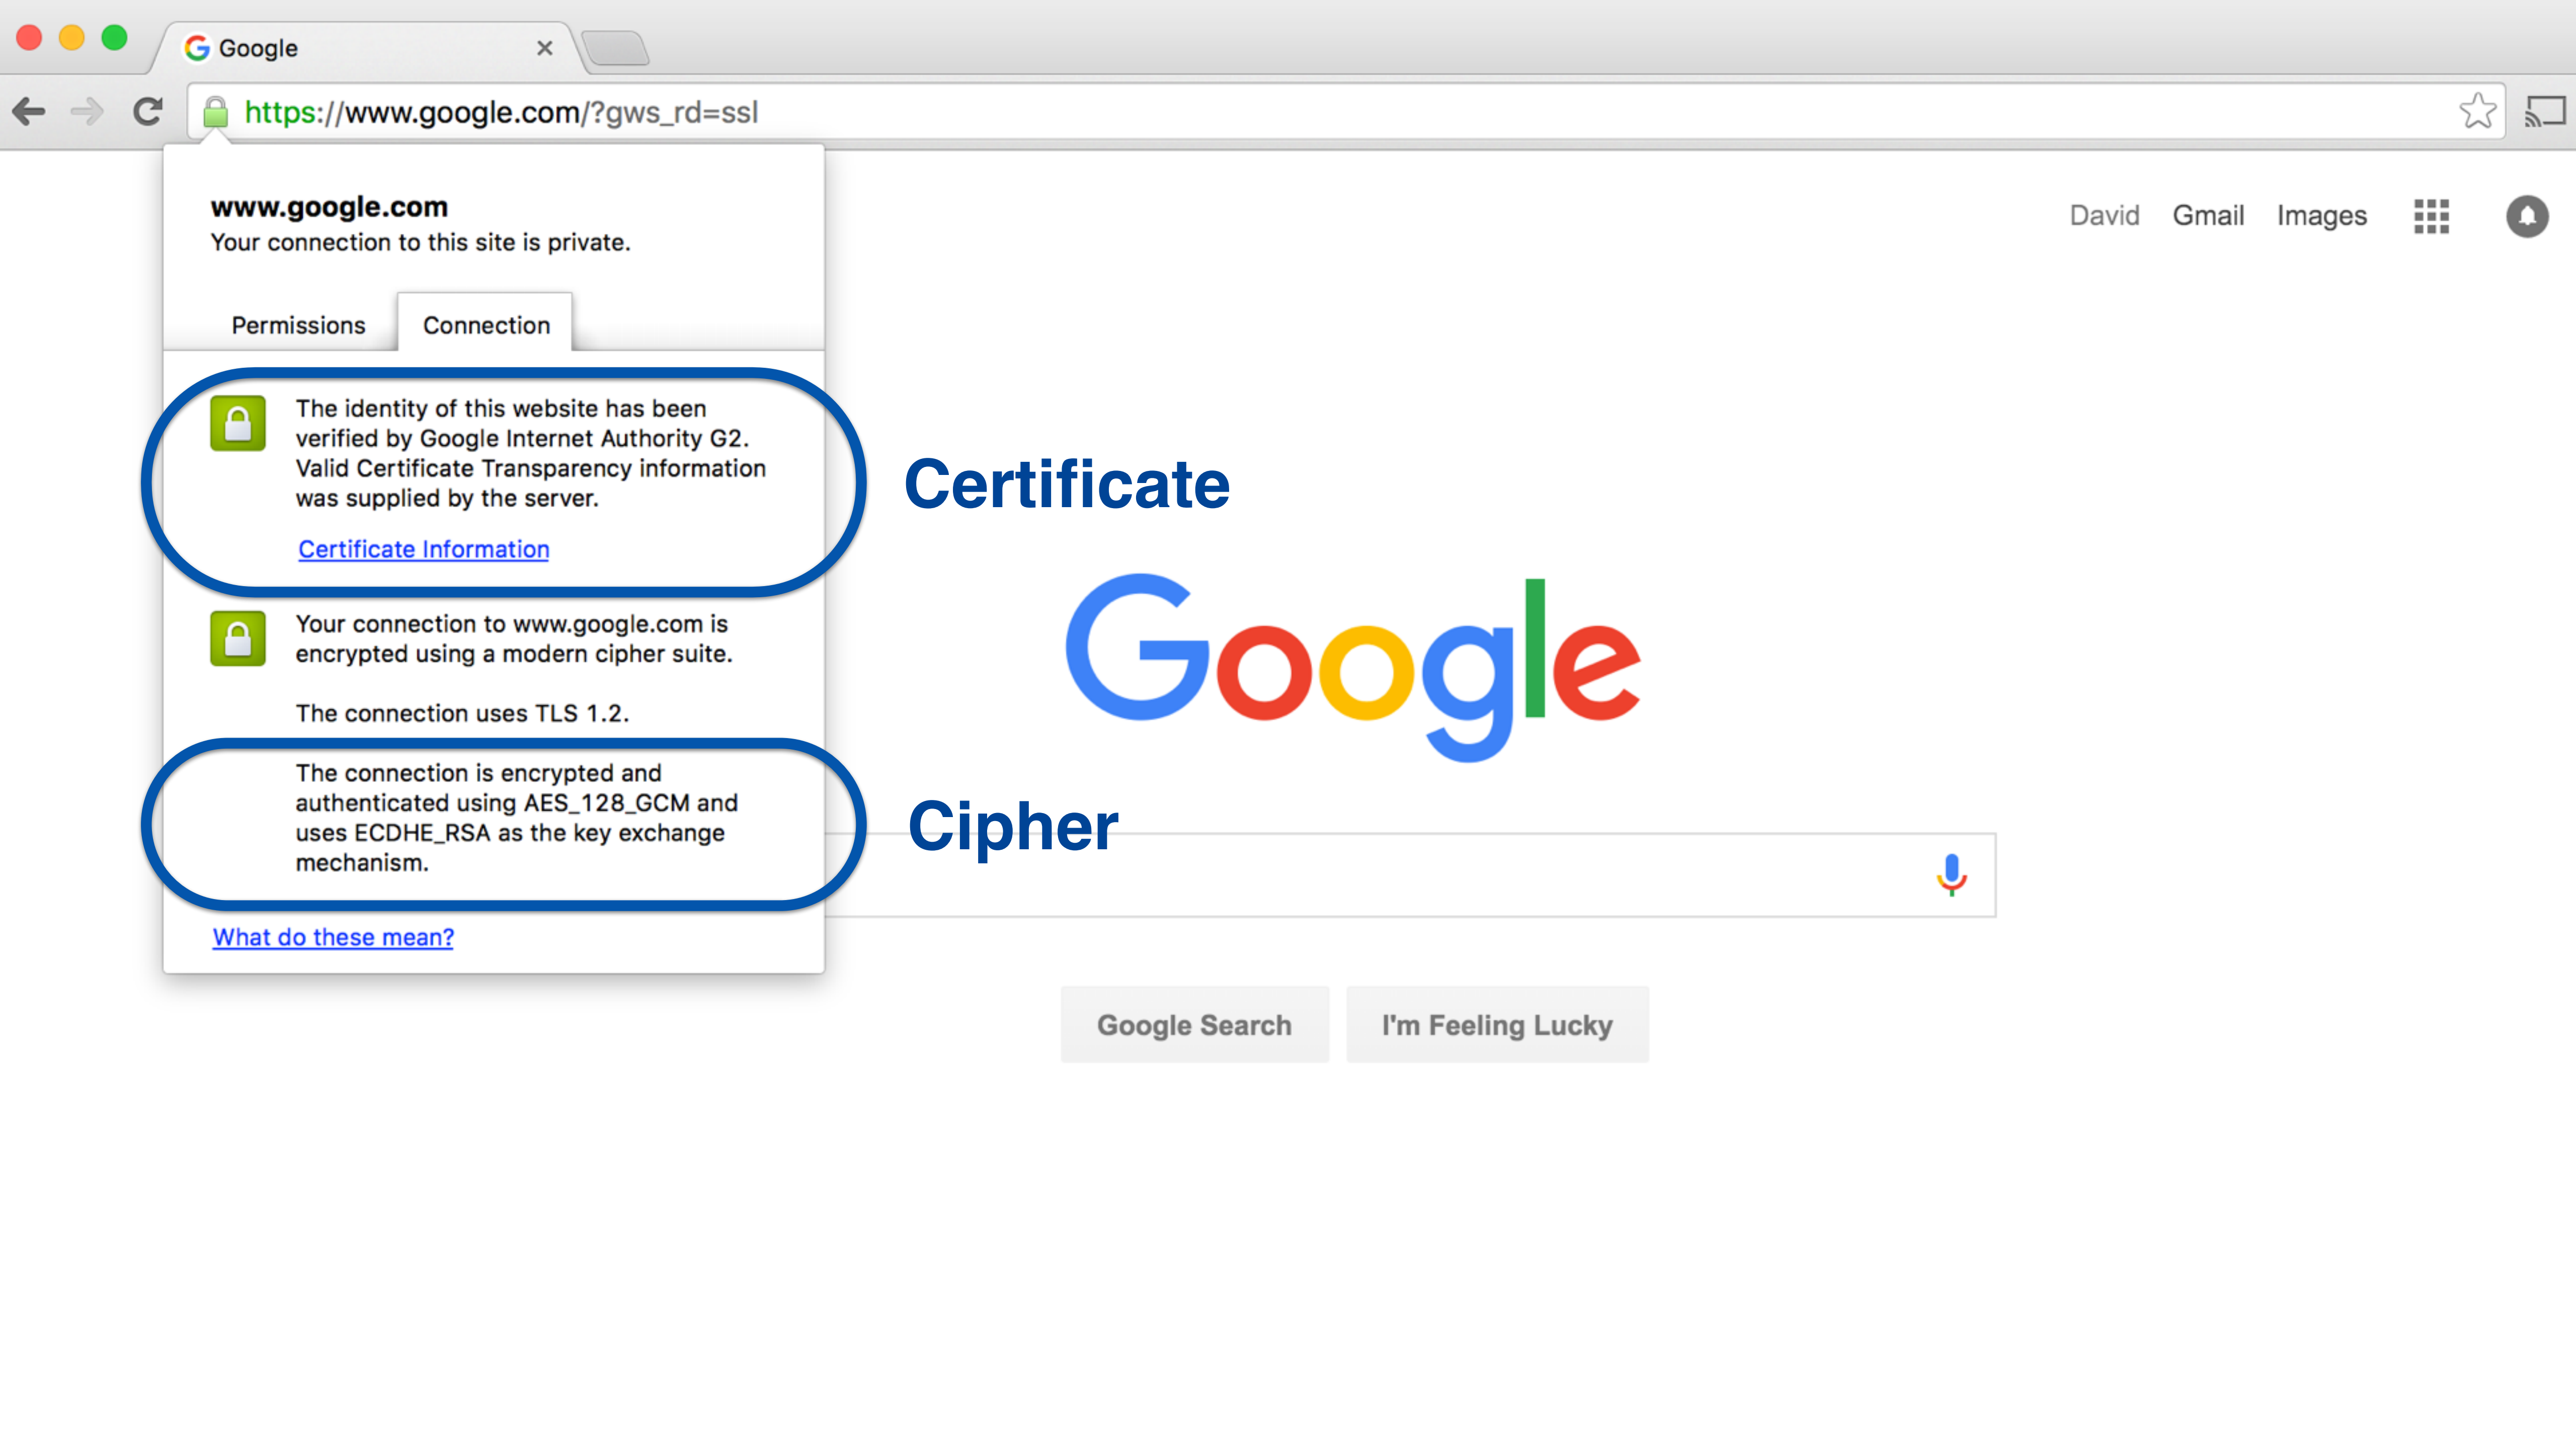 Google
https://www.google.com/?gws_rd=ssl
www.google.com
Your connection to this site is private.
David Gmail Images
Permissions Connection
The identity of this website has been
verified by Google Internet Authority G2.
Valid Certificate Transparency information
was supplied by the server.
Certificate Information
Certificate
Your connection to www.google.com is
encrypted using a modern cipher suite.
The connection uses TLS 1.2.
Google
The connection is encrypted and
authenticated using AES_128_GCM and
uses ECDHE_RSA as the key exchange
mechanism.
Cipher
What do these mean?
Google Search I'm Feeling Lucky